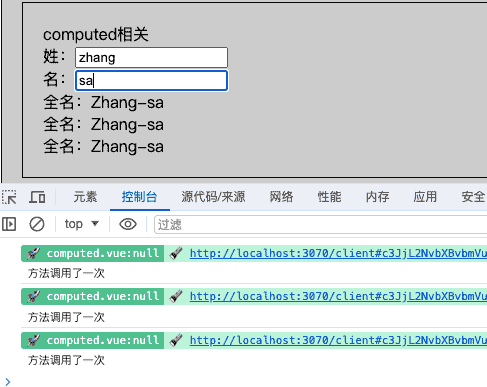 computed相关
姓： zhang
名： sa
全名：Zhang-sa
全名：Zhang-sa
全名：Zhang-sa
元素 控制台 源代码/来源 网络 性能 内存 应用 安全
top 过滤
🚀 computed.vue:null 🚀 http://localhost:3070/client#c3JjL2NvbXBvbmVu
方法调用了一次
🚀 computed.vue:null 🚀 http://localhost:3070/client#c3JjL2NvbXBvbmVu
方法调用了一次
🚀 computed.vue:null 🚀 http://localhost:3070/client#c3JjL2NvbXBvbmVu
方法调用了一次